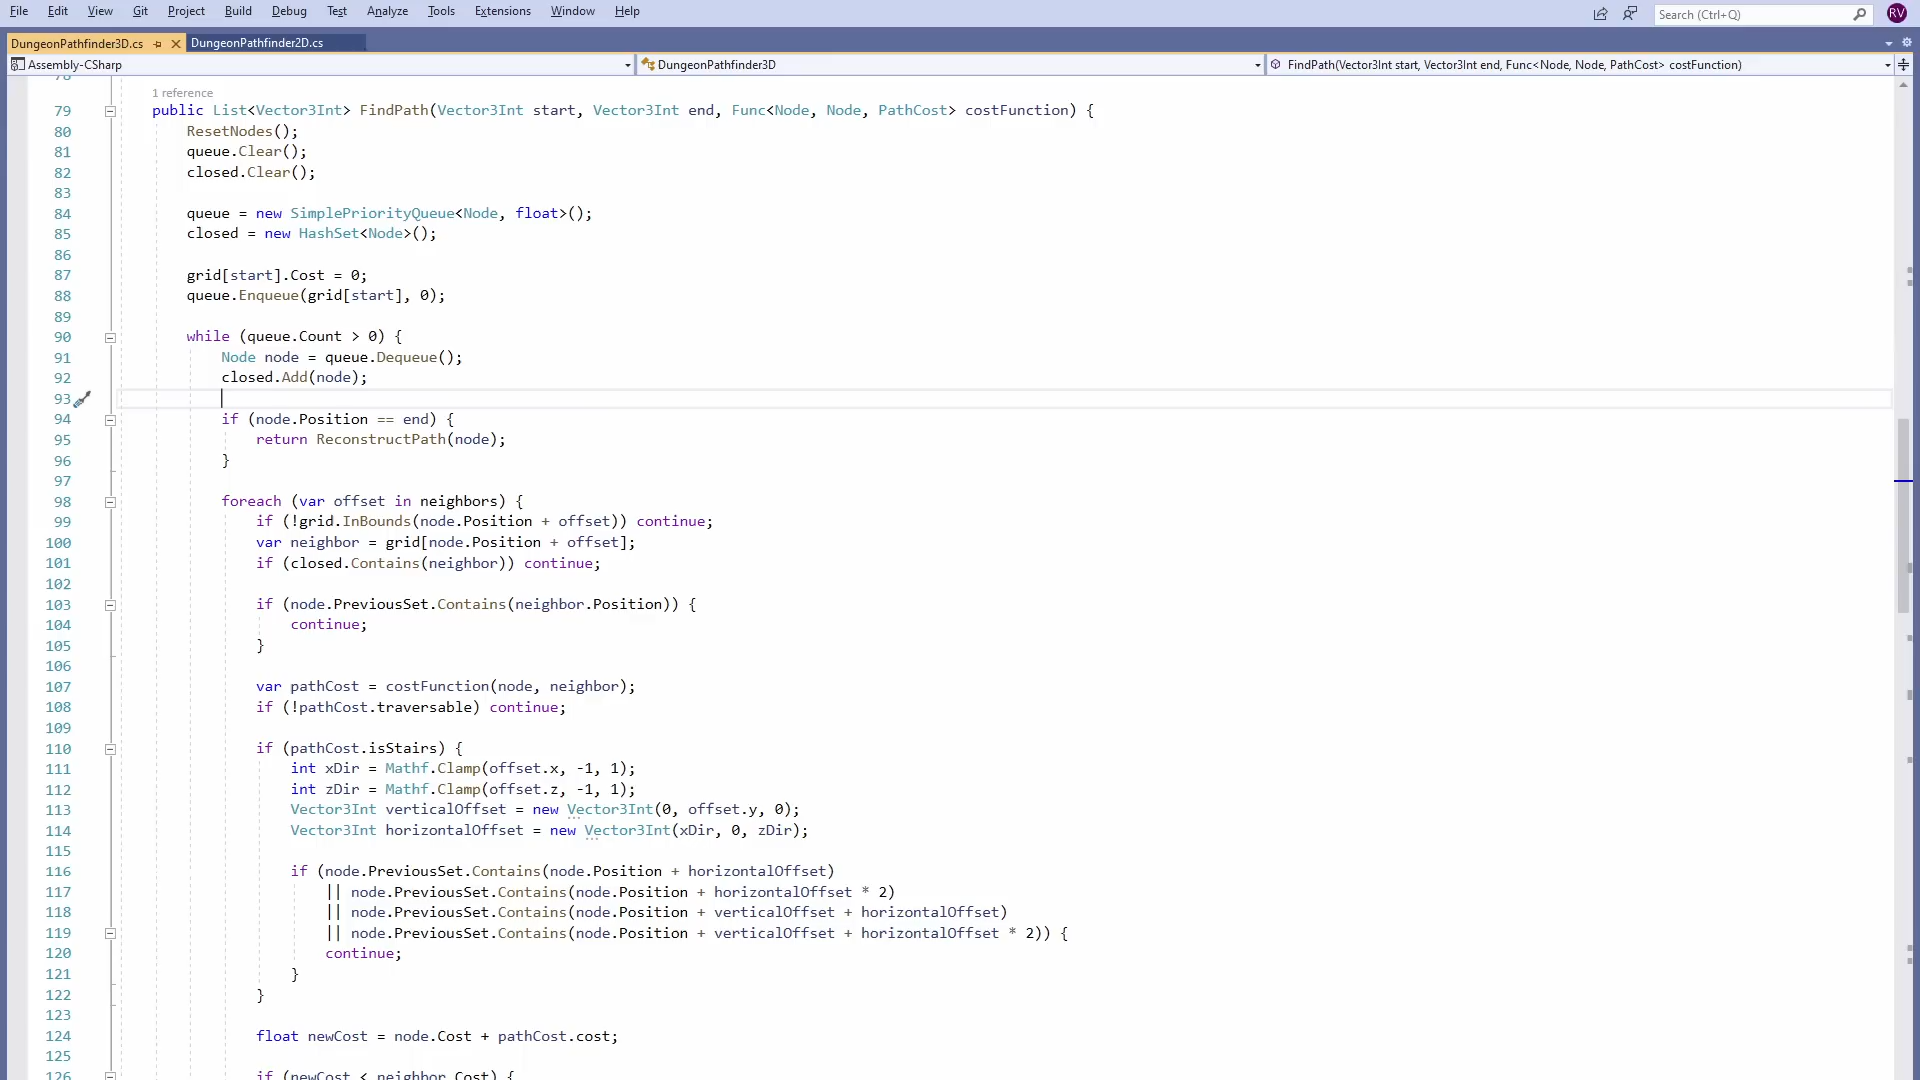 File Edit View Git Project Build Debug Test Analyze Tools Extensions Window Help Search (Ctrl+Q) RV
DungeonPathfinder3D.cs DungeonPathfinder2D.cs
Assembly-CSharp DungeonPathfinder3D FindPath(Vector3Int start, Vector3Int end, Func<Node, Node, PathCost> costFunction)
78
1 reference
79 public List<Vector3Int> FindPath(Vector3Int start, Vector3Int end, Func<Node, Node, PathCost> costFunction) {
80 ResetNodes();
81 queue.Clear();
82 closed.Clear();
83
84 queue = new SimplePriorityQueue<Node, float>();
85 closed = new HashSet<Node>();
86
87 grid[start].Cost = 0;
88 queue.Enqueue(grid[start], 0);
89
90 while (queue.Count > 0) {
91 Node node = queue.Dequeue();
92 closed.Add(node);
93
94 if (node.Position == end) {
95 return ReconstructPath(node);
96 }
97
98 foreach (var offset in neighbors) {
99 if (!grid.InBounds(node.Position + offset)) continue;
100 var neighbor = grid[node.Position + offset];
101 if (closed.Contains(neighbor)) continue;
102
103 if (node.PreviousSet.Contains(neighbor.Position)) {
104 continue;
105 }
106
107 var pathCost = costFunction(node, neighbor);
108 if (!pathCost.traversable) continue;
109
110 if (pathCost.isStairs) {
111 int xDir = Mathf.Clamp(offset.x, -1, 1);
112 int zDir = Mathf.Clamp(offset.z, -1, 1);
113 Vector3Int verticalOffset = new Vector3Int(0, offset.y, 0);
114 Vector3Int horizontalOffset = new Vector3Int(xDir, 0, zDir);
115
116 if (node.PreviousSet.Contains(node.Position + horizontalOffset)
117 || node.PreviousSet.Contains(node.Position + horizontalOffset * 2)
118 || node.PreviousSet.Contains(node.Position + verticalOffset + horizontalOffset)
119 || node.PreviousSet.Contains(node.Position + verticalOffset + horizontalOffset * 2)) {
120 continue;
121 }
122 }
123
124 float newCost = node.Cost + pathCost.cost;
125
126 if (newCost < neighbor.Cost) {